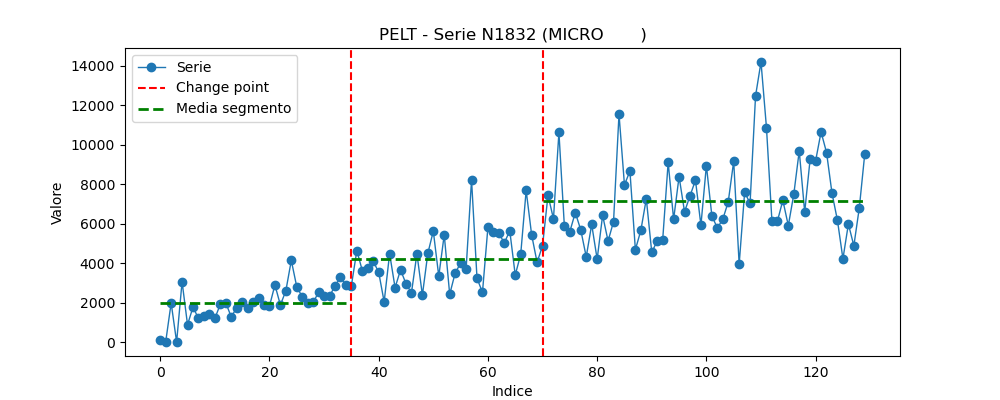 PELT - Serie N1832 (MICRO        )
Serie
Change point
Media segmento
Valore
14000
12000
10000
8000
6000
4000
2000
0
0 20 40 60 80 100 120
Indice